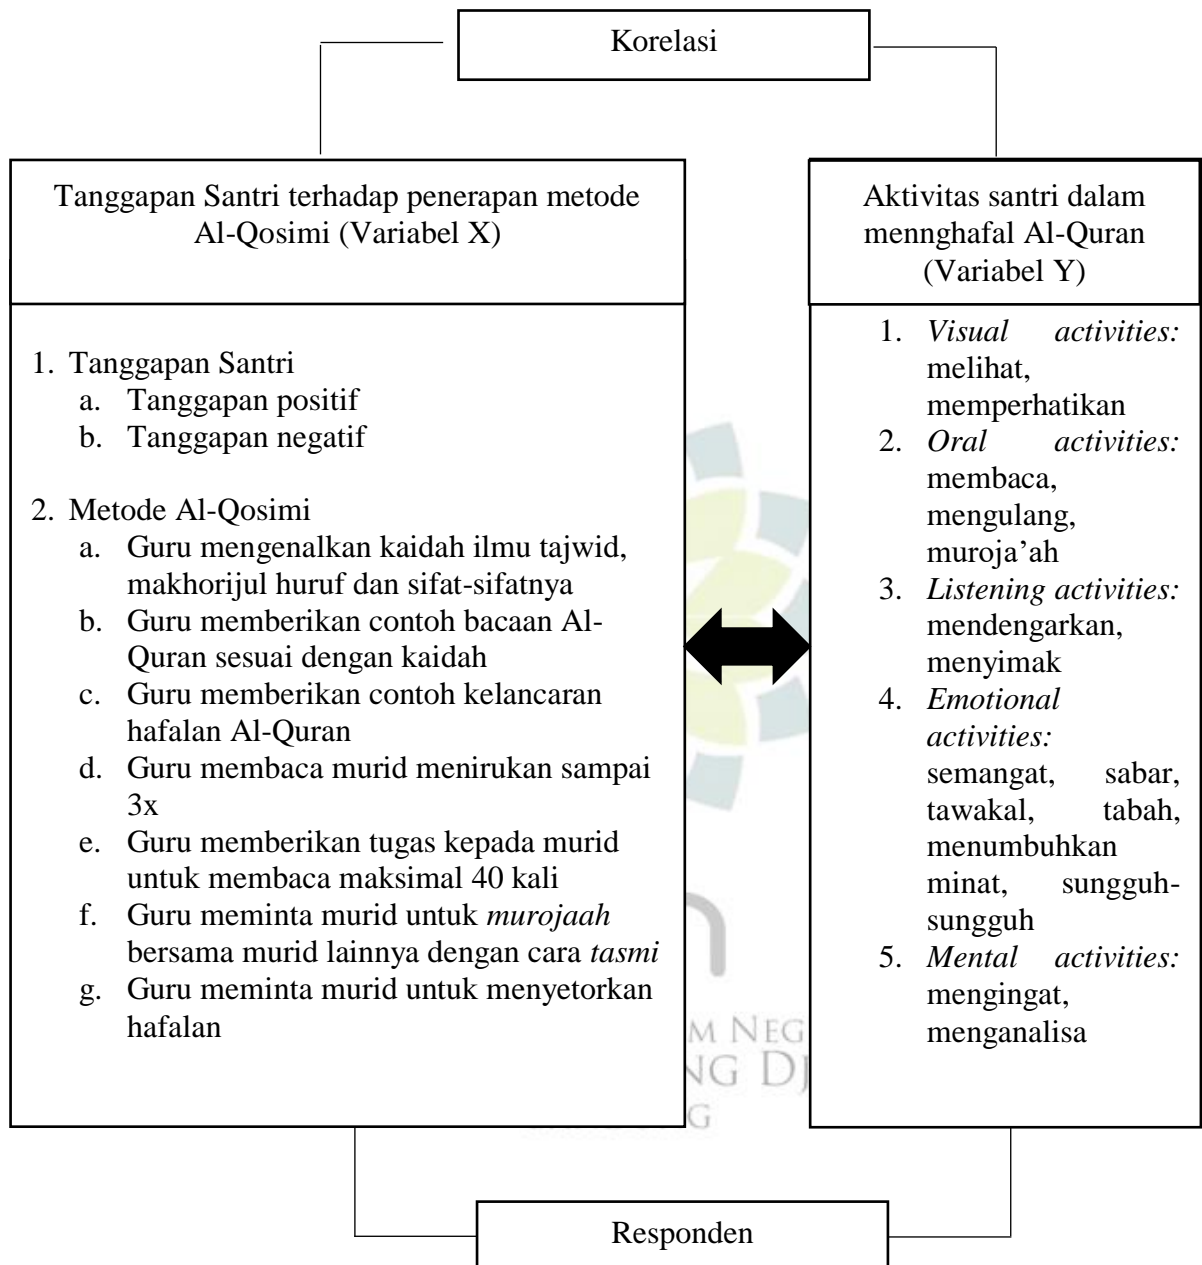 Korelasi
Tanggapan Santri terhadap penerapan metode
Al-Qosimi (Variabel X)
1. Tanggapan Santri
a. Tanggapan positif
b. Tanggapan negatif
2. Metode Al-Qosimi
a. Guru mengenalkan kaidah ilmu tajwid,
makhorijul huruf dan sifat-sifatnya
b. Guru memberikan contoh bacaan Al-
Quran sesuai dengan kaidah
c. Guru memberikan contoh kelancaran
hafalan Al-Quran
d. Guru membaca murid menirukan sampai
3x
e. Guru memberikan tugas kepada murid
untuk membaca maksimal 40 kali
f. Guru meminta murid untuk murojaah
bersama murid lainnya dengan cara tasmi
g. Guru meminta murid untuk menyetorkan
hafalan
Aktivitas santri dalam
mennghafal Al-Quran
(Variabel Y)
1. Visual activities:
melihat,
memperhatikan
2. Oral activities:
membaca,
mengulang,
muroja’ah
3. Listening activities:
mendengarkan,
menyimak
4. Emotional
activities:
semangat, sabar,
tawakal, tabah,
menumbuhkan
minat, sungguh-
sungguh
5. Mental activities:
mengingat,
menganalisa
M NEG
NG DJ
G
Responden